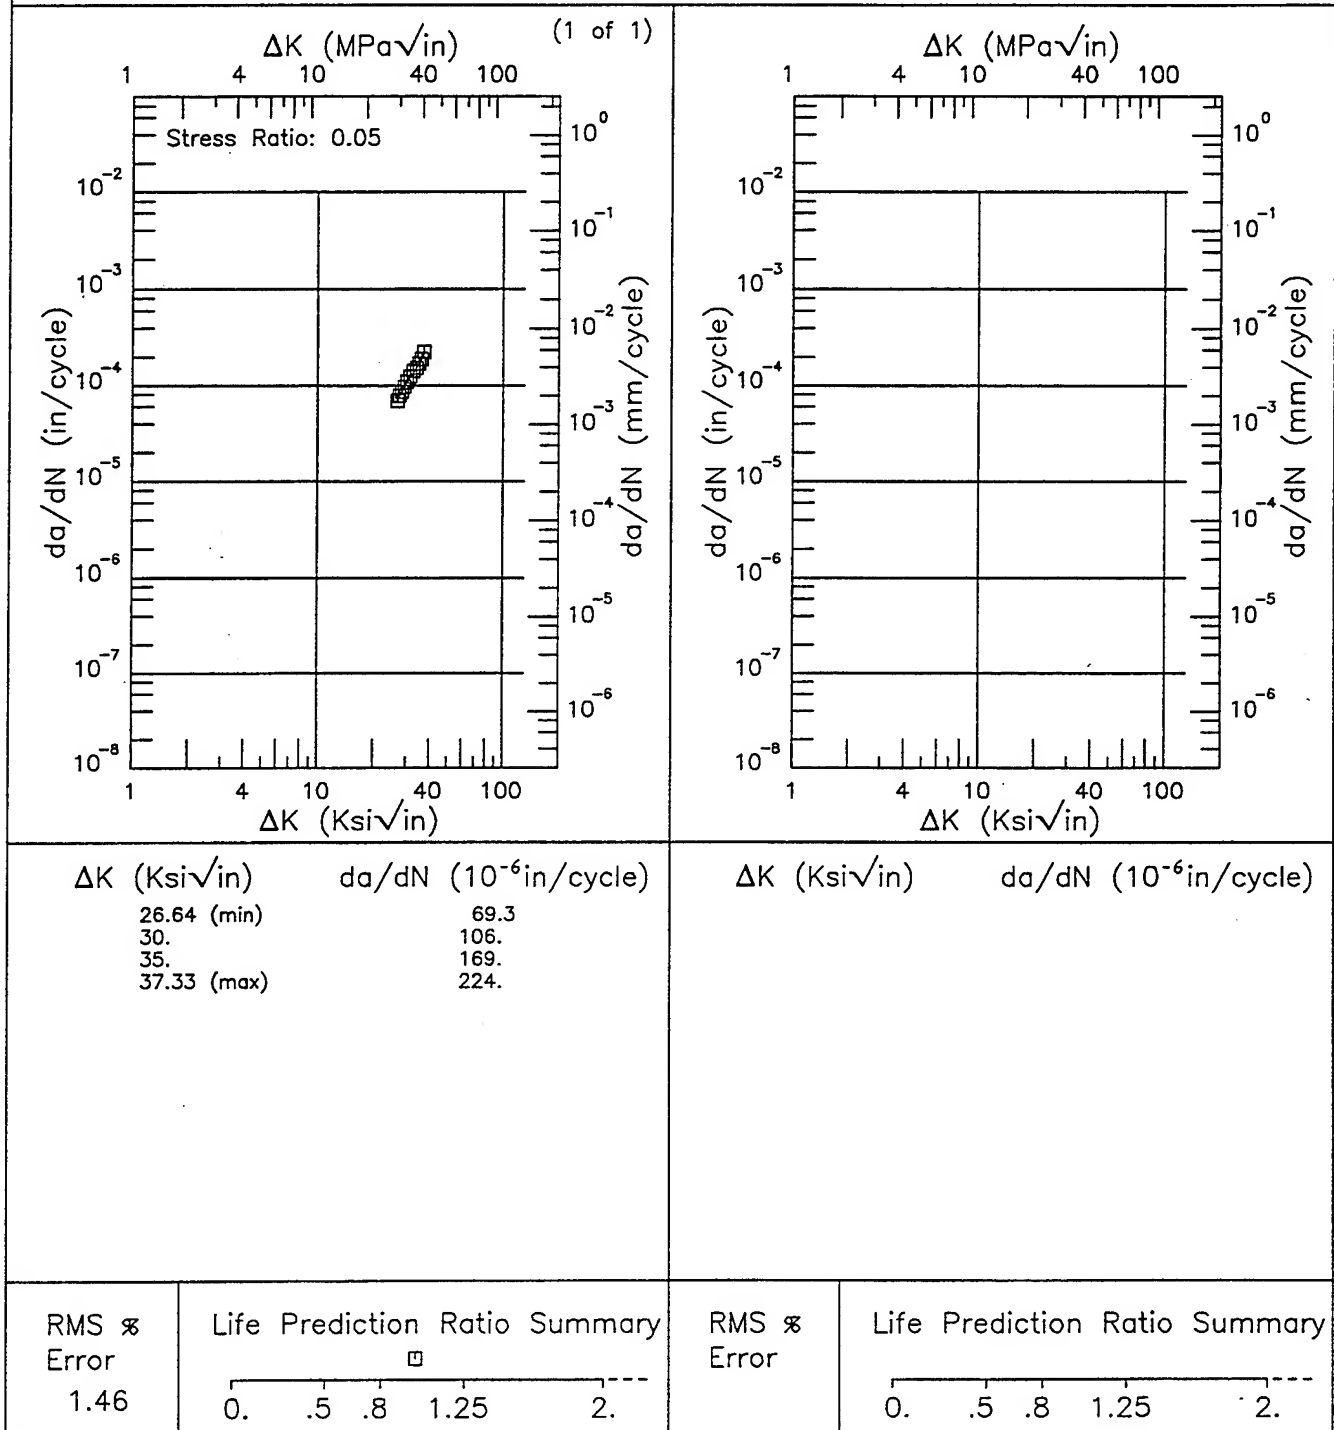 (1 of 1)
ΔK (MPa√in)
1 4 10 40 100
Stress Ratio: 0.05
da/dN (in/cycle)
10⁻²
10⁻³
10⁻⁴
10⁻⁵
10⁻⁶
10⁻⁷
10⁻⁸
10⁰
10⁻¹
10⁻²
10⁻³
10⁻⁴
10⁻⁵
10⁻⁶
da/dN (mm/cycle)
1 4 10 40 100
ΔK (Ksi√in)
ΔK (MPa√in)
1 4 10 40 100
da/dN (in/cycle)
10⁻²
10⁻³
10⁻⁴
10⁻⁵
10⁻⁶
10⁻⁷
10⁻⁸
10⁰
10⁻¹
10⁻²
10⁻³
10⁻⁴
10⁻⁵
10⁻�6
da/dN (mm/cycle)
1 4 10 40 100
ΔK (Ksi√in)
ΔK (Ksi√in) da/dN (10⁻⁶in/cycle)
26.64 (min) 69.3
30. 106.
35. 169.
37.33 (max) 224.
ΔK (Ksi√in) da/dN (10⁻⁶in/cycle)
RMS %
Error
1.46
Life Prediction Ratio Summary
0. .5 .8 1.25 2.
RMS %
Error
Life Prediction Ratio Summary
0. .5 .8 1.25 2.